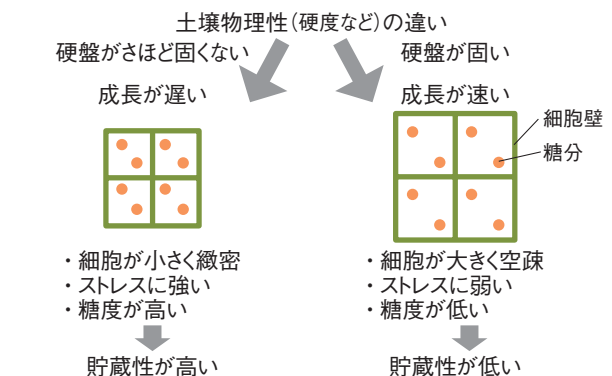 土壌物理性(硬度など)の違い
硬盤がさほど固くない
硬盤が固い
成長が遅い
成長が速い
細胞壁
糖分
・細胞が小さく緻密
・ストレスに強い
・糖度が高い
・細胞が大きく空疎
・ストレスに弱い
・糖度が低い
貯蔵性が高い
貯蔵性が低い